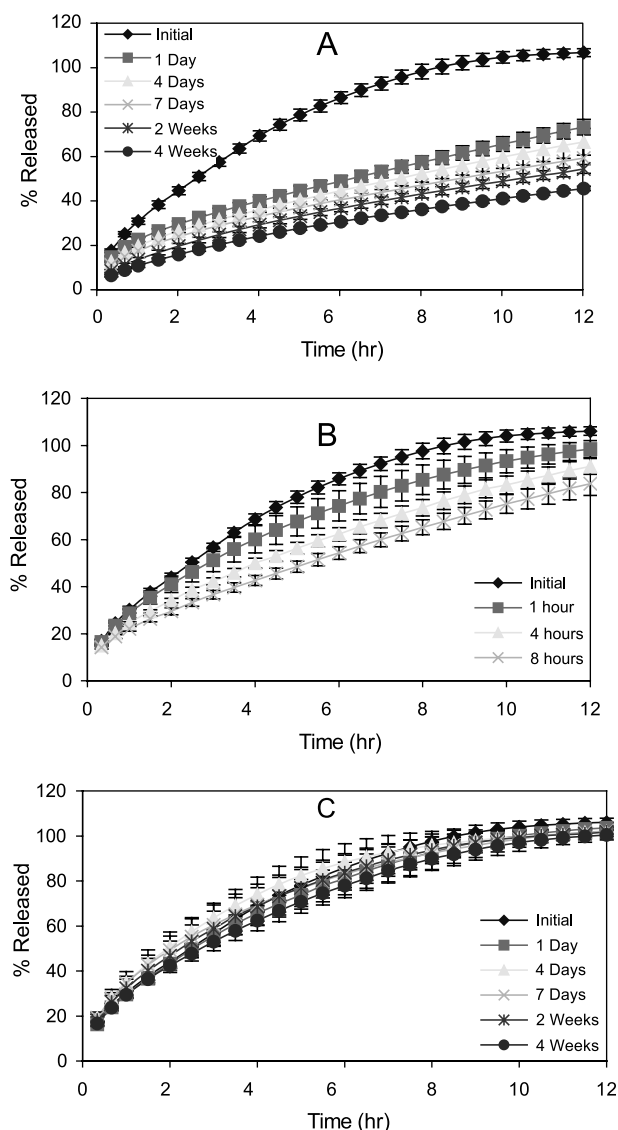 A
120
100
80
60
40
20
0
% Released
Initial
1 Day
4 Days
7 Days
2 Weeks
4 Weeks
0 2 4 6 8 10 12
Time (hr)
B
120
100
80
60
40
20
0
% Released
Initial
1 hour
4 hours
8 hours
0 2 4 6 8 10 12
Time (hr)
C
120
100
80
60
40
20
0
% Released
Initial
1 Day
4 Days
7 Days
2 Weeks
4 Weeks
0 2 4 6 8 10 12
Time (hr)